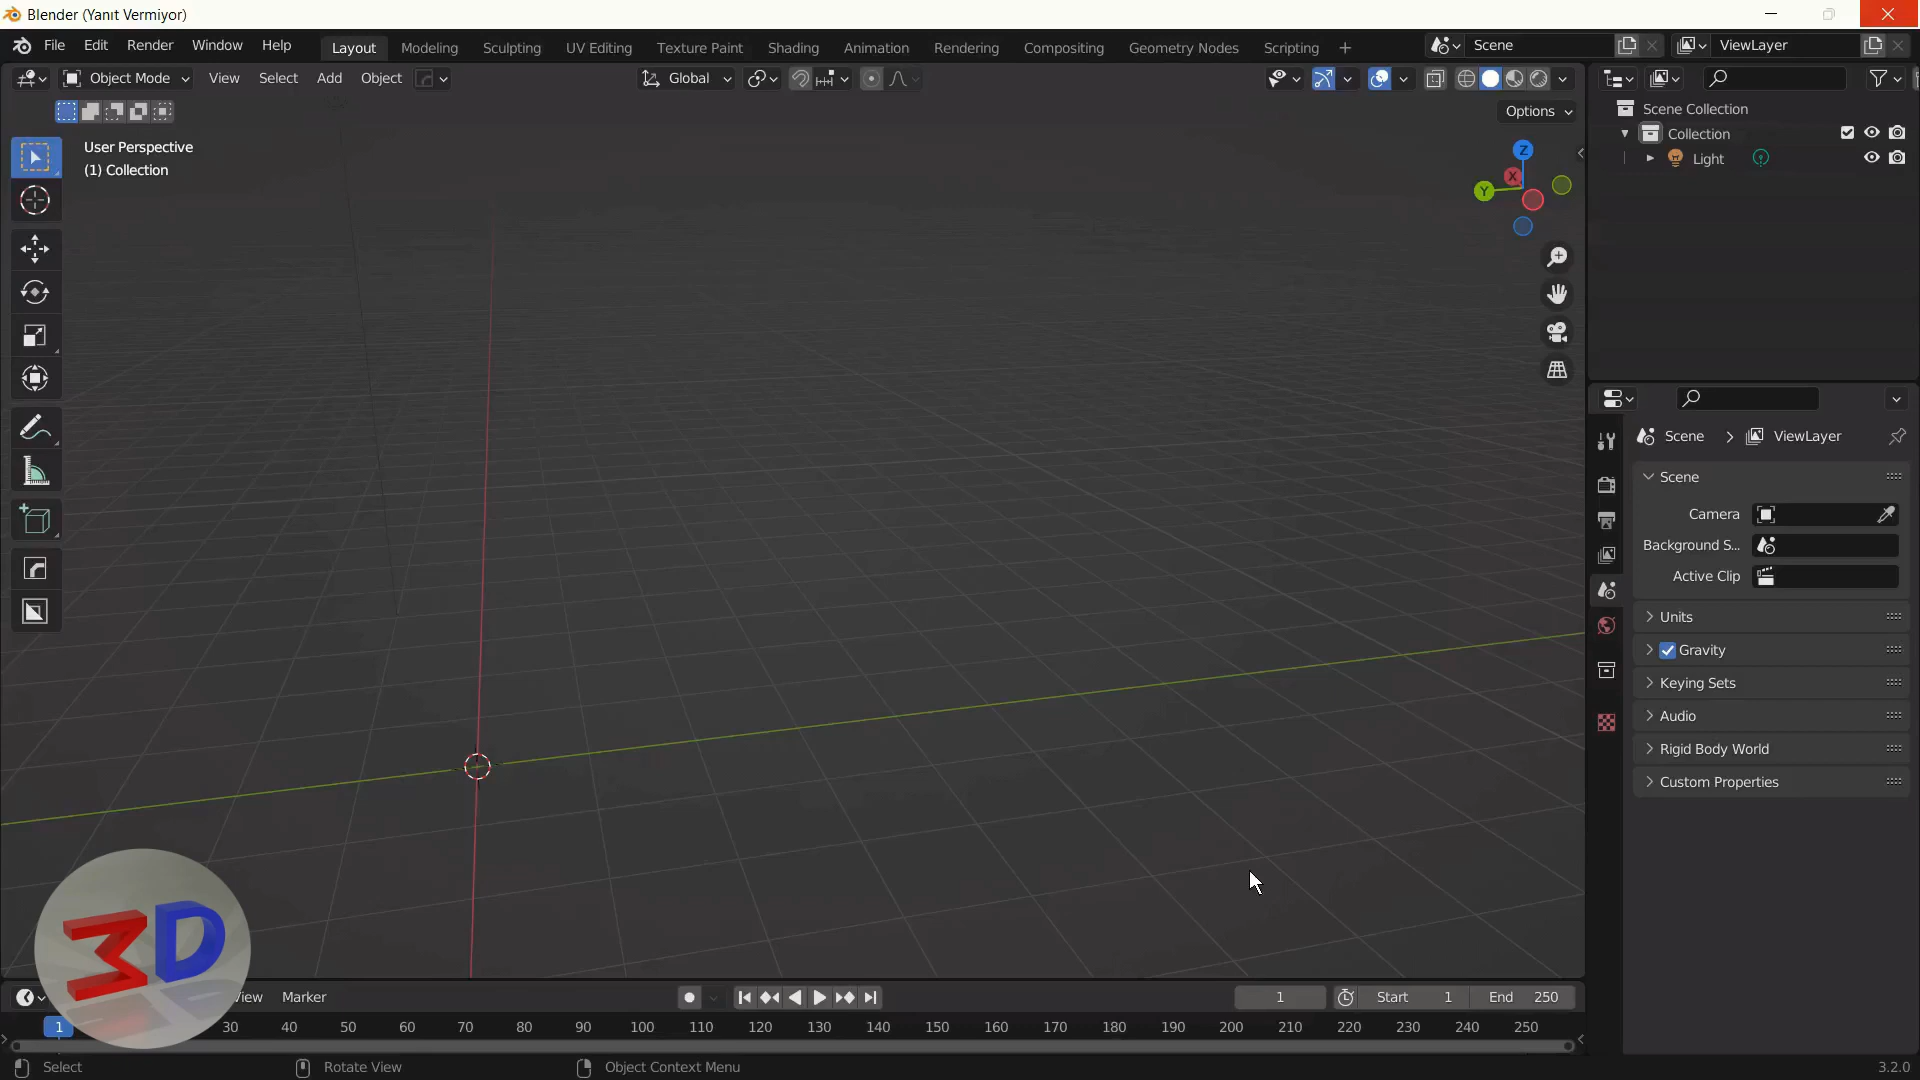 Blender (Yanıt Vermiyor)
File Edit Render Window Help
Layout Modeling Sculpting UV Editing Texture Paint Shading Animation Rendering Compositing Geometry Nodes Scripting +
Scene
ViewLayer
Object Mode View Select Add Object
Global
Options
User Perspective
(1) Collection
Z
Y
X
Scene Collection
Collection
Light
Scene > ViewLayer
Scene
Camera
Background S...
Active Clip
Units
Gravity
Keying Sets
Audio
Rigid Body World
Custom Properties
3D
View Marker
1
Start 1
End 250
1 30 40 50 60 70 80 90 100 110 120 130 140 150 160 170 180 190 200 210 220 230 240 250
Select
Rotate View
Object Context Menu
3.2.0